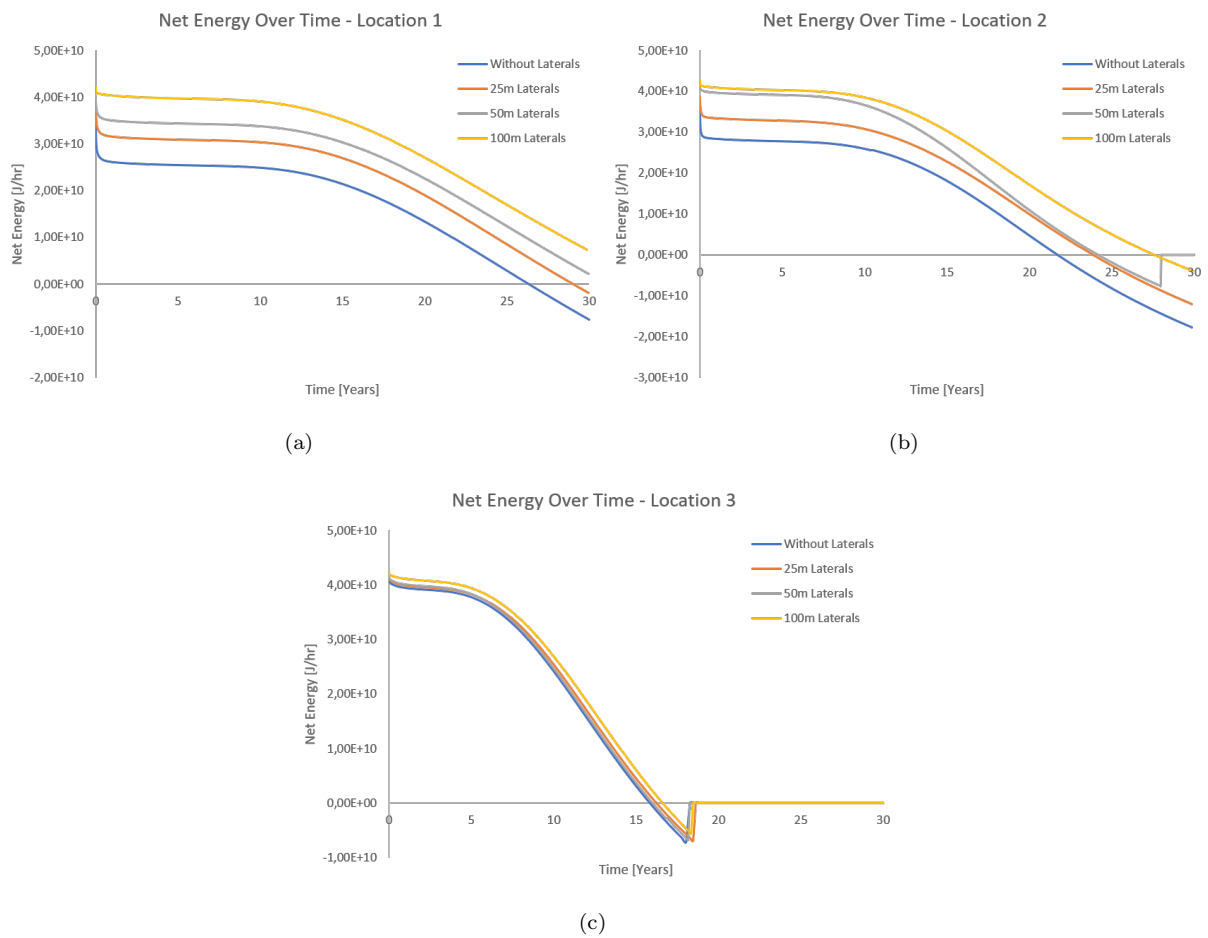 Net Energy Over Time - Location 1
5,00E+10
4,00E+10
3,00E+10
2,00E+10
1,00E+10
0,00E+00
-1,00E+10
-2,00E+10
Net Energy [J/hr]
0 5 10 15 20 25 30
Time [Years]
Without Laterals
25m Laterals
50m Laterals
100m Laterals
(a)
Net Energy Over Time - Location 2
5,00E+10
4,00E+10
3,00E+10
2,00E+10
1,00E+10
0,00E+00
-1,00E+10
-2,00E+10
-3,00E+10
Net Energy [J/hr]
0 5 10 15 20 25 30
Time [Years]
Without Laterals
25m Laterals
50m Laterals
100m Laterals
(b)
Net Energy Over Time - Location 3
5,00E+10
4,00E+10
3,00E+10
2,00E+10
1,00E+10
0,00E+00
-1,00E+10
Net Energy [J/hr]
0 5 10 15 20 25 30
Time [Years]
Without Laterals
25m Laterals
50m Laterals
100m Laterals
(c)